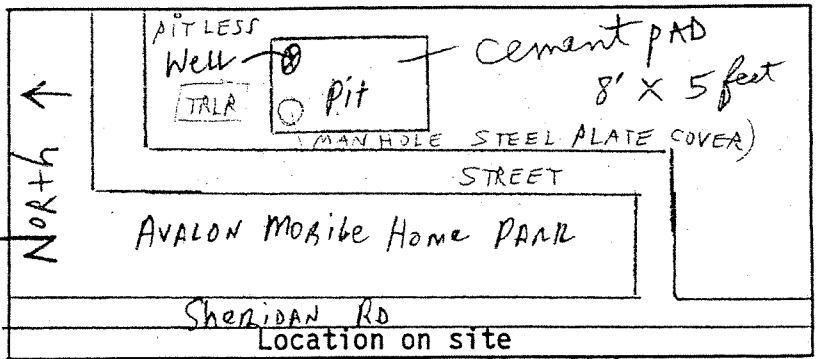 PITLESS
Well
cement PAD
8' X 5 feet
TRLR
Pit
(MANHOLE STEEL PLATE COVER)
STREET
NORth
AVALON MOBile Home PARK
SheRIDAN RD
Location on site